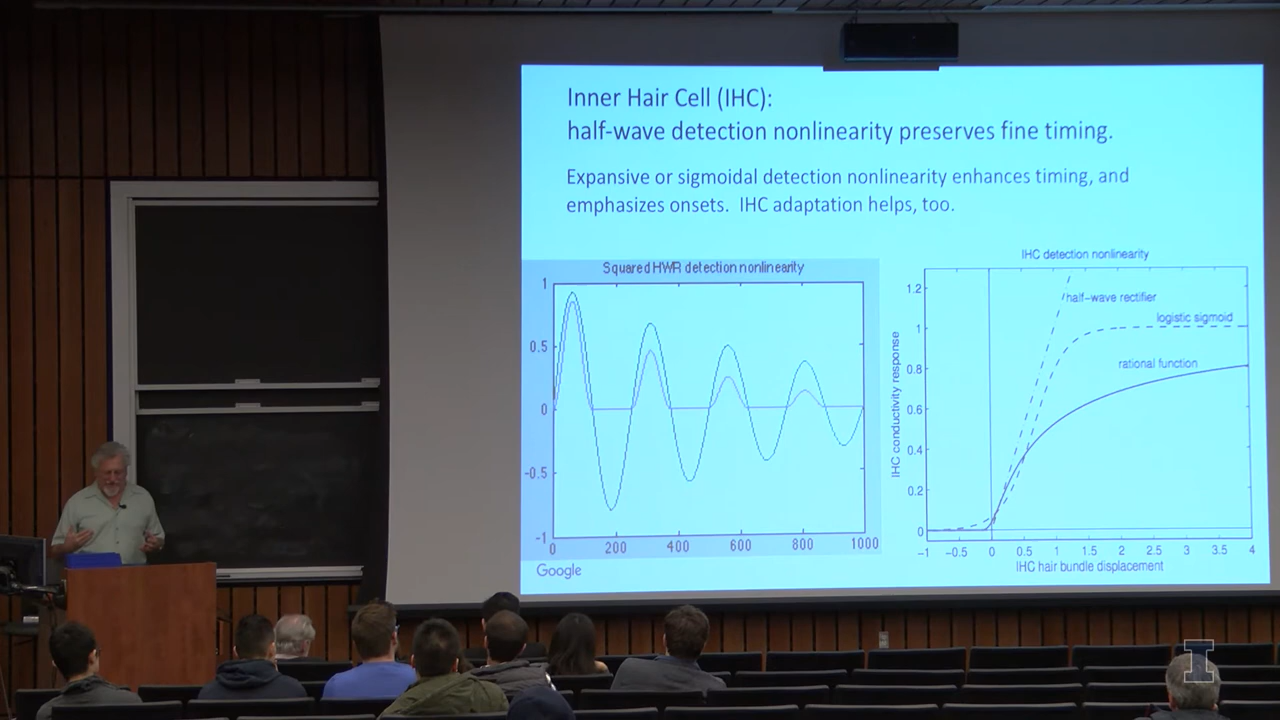 Inner Hair Cell (IHC):
half-wave detection nonlinearity preserves fine timing.
Expansive or sigmoidal detection nonlinearity enhances timing, and
emphasizes onsets. IHC adaptation helps, too.
Squared HWR detection nonlinearity
1
0.5
0
-0.5
-1
0 200 400 600 800 1000
Google
IHC detection nonlinearity
half-wave rectifier
logistic sigmoid
rational function
IHC conductivity response
1.2
1
0.8
0.6
0.4
0.2
0
-1 -0.5 0 0.5 1 1.5 2 2.5 3 3.5 4
IHC hair bundle displacement
I